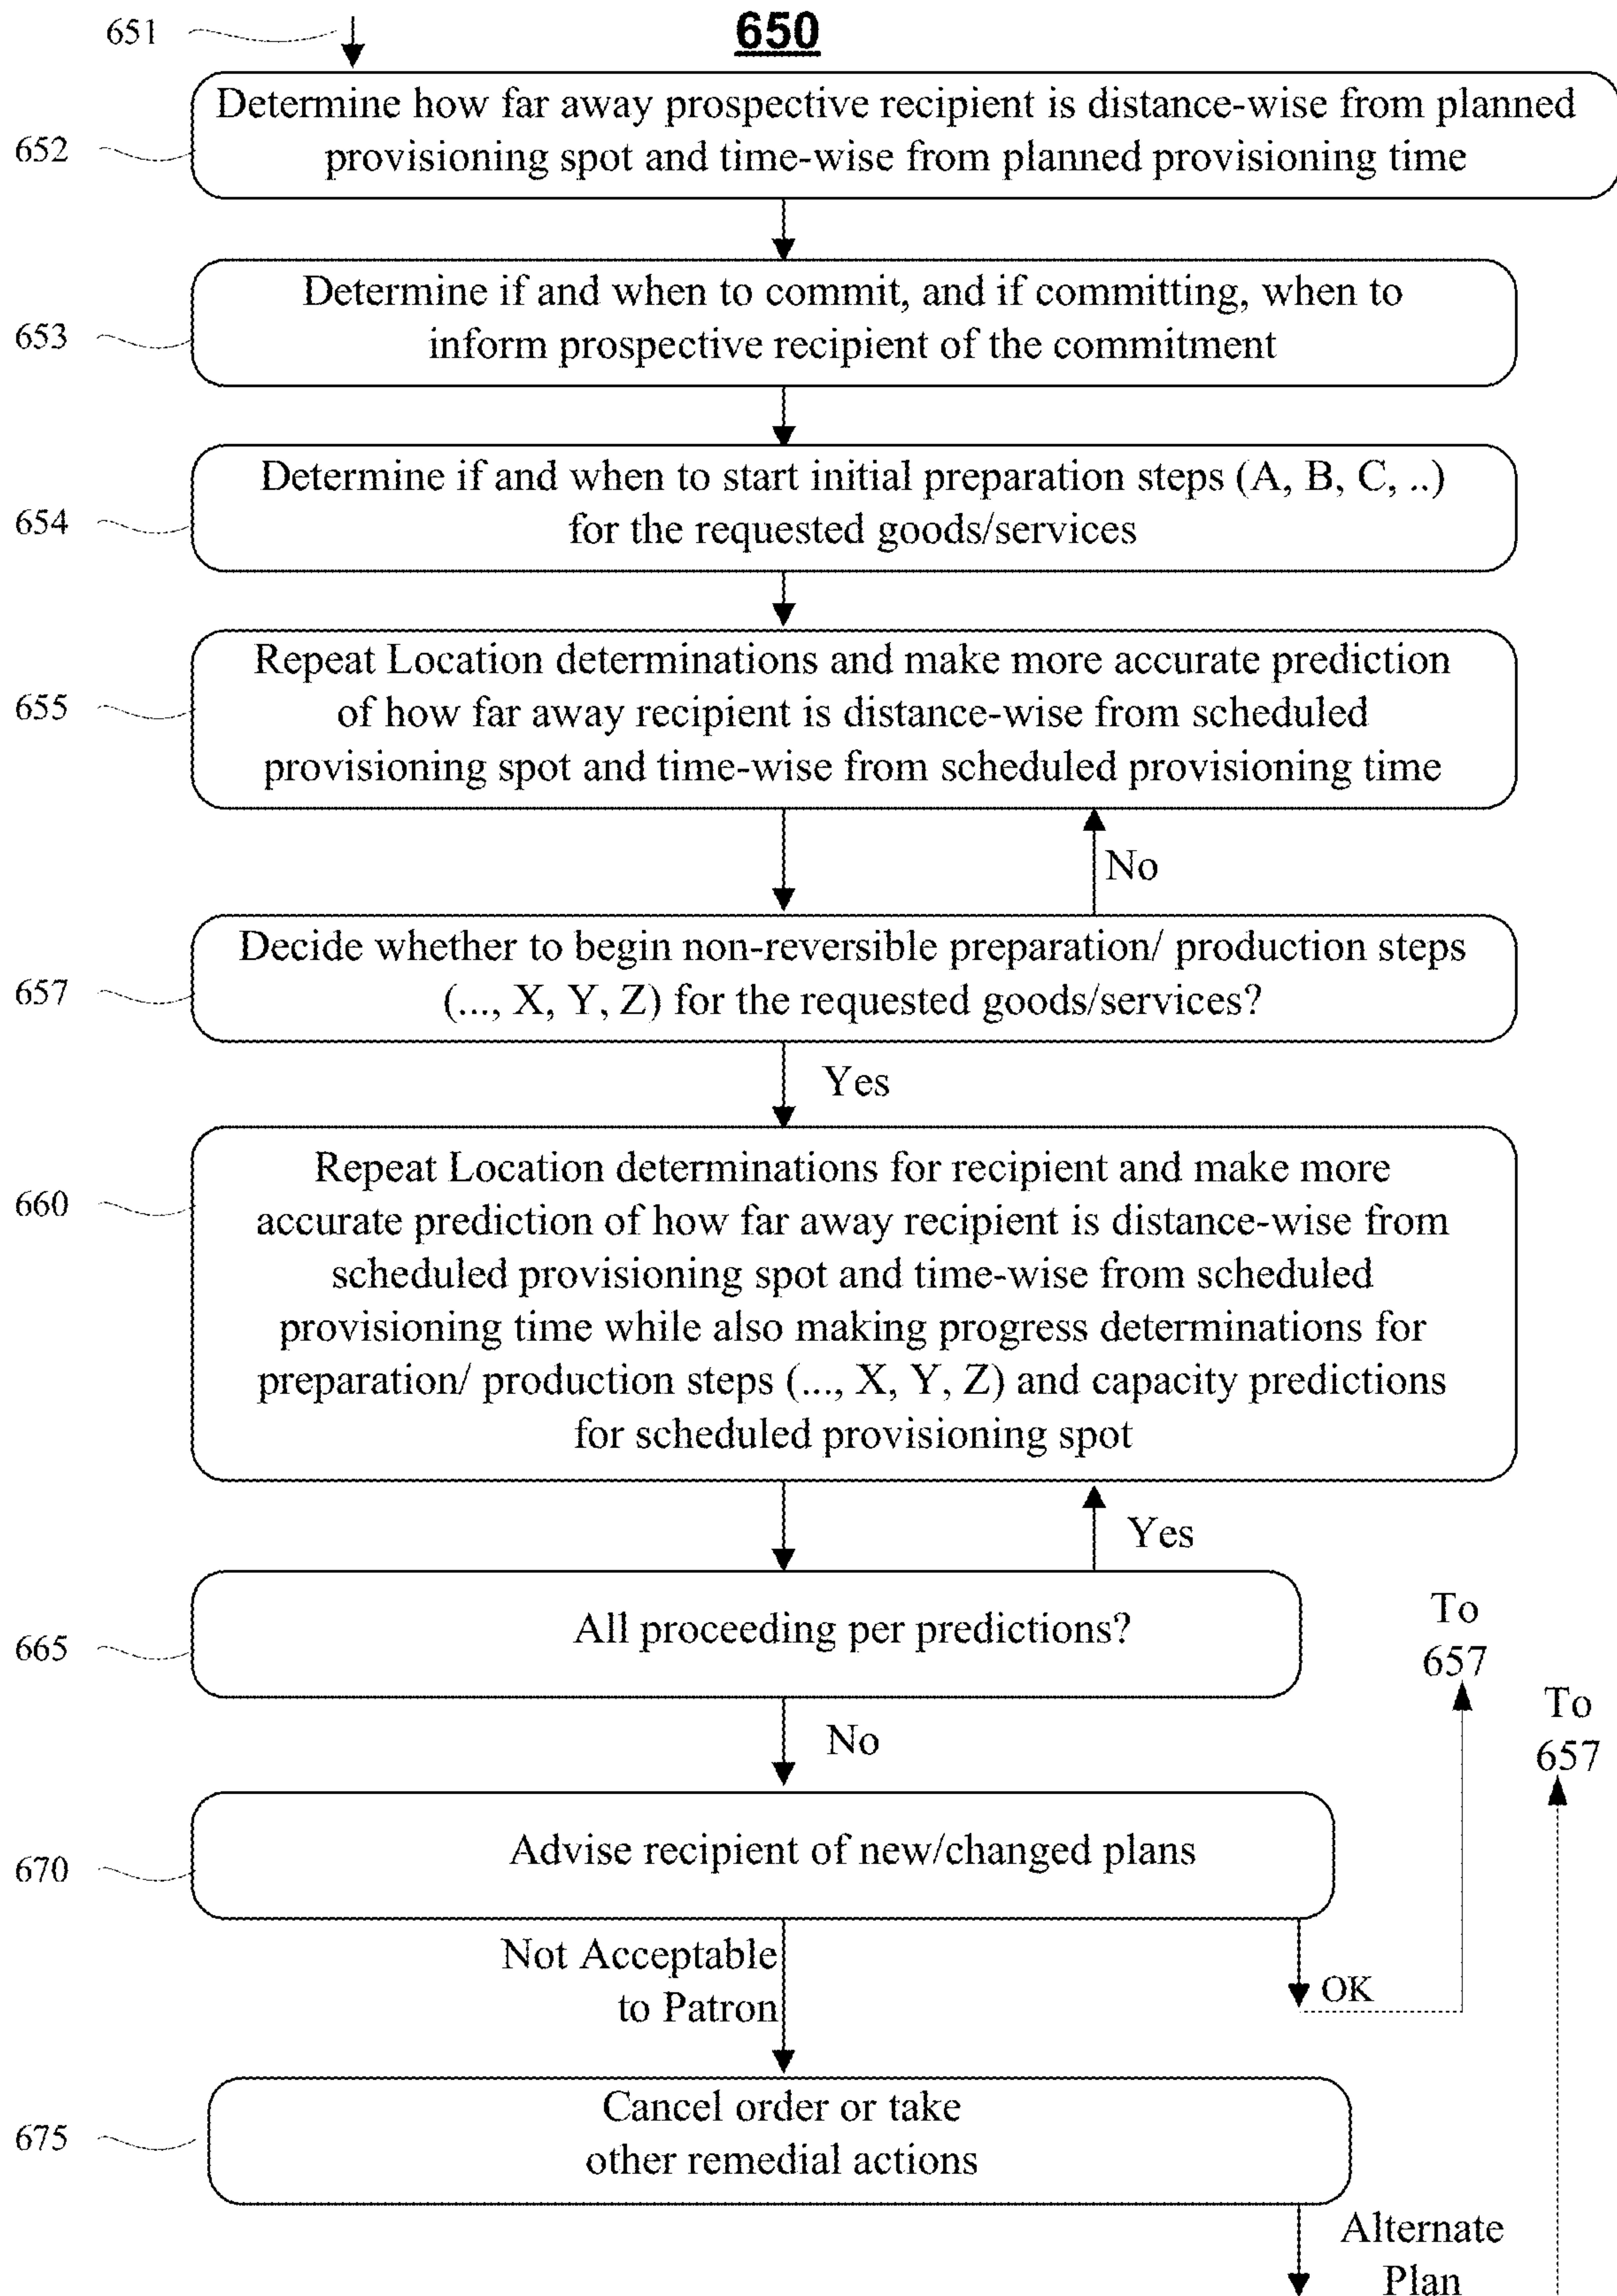 651
650
Determine how far away prospective recipient is distance-wise from planned
provisioning spot and time-wise from planned provisioning time
652
Determine if and when to commit, and if committing, when to
inform prospective recipient of the commitment
653
Determine if and when to start initial preparation steps (A, B, C, ..)
for the requested goods/services
654
Repeat Location determinations and make more accurate prediction
of how far away recipient is distance-wise from scheduled
provisioning spot and time-wise from scheduled provisioning time
655
No
Decide whether to begin non-reversible preparation/ production steps
(..., X, Y, Z) for the requested goods/services?
657
Yes
Repeat Location determinations for recipient and make more
accurate prediction of how far away recipient is distance-wise from
scheduled provisioning spot and time-wise from scheduled
provisioning time while also making progress determinations for
preparation/ production steps (..., X, Y, Z) and capacity predictions
for scheduled provisioning spot
660
Yes
All proceeding per predictions?
665
To
657
To
657
No
Advise recipient of new/changed plans
670
Not Acceptable
to Patron
OK
Cancel order or take
other remedial actions
675
Alternate
Plan